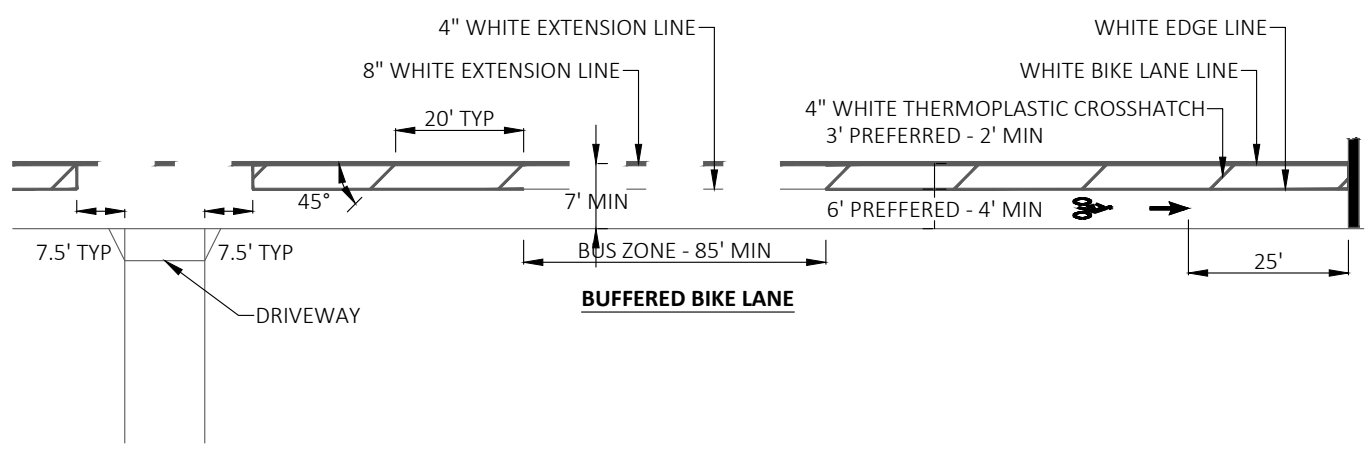 4" WHITE EXTENSION LINE
WHITE EDGE LINE
8" WHITE EXTENSION LINE
WHITE BIKE LANE LINE
4" WHITE THERMOPLASTIC CROSSHATCH
20' TYP
3' PREFERRED - 2' MIN
45°
7' MIN
6' PREFFERED - 4' MIN
7.5' TYP
7.5' TYP
BUS ZONE - 85' MIN
25'
BUFFERED BIKE LANE
DRIVEWAY